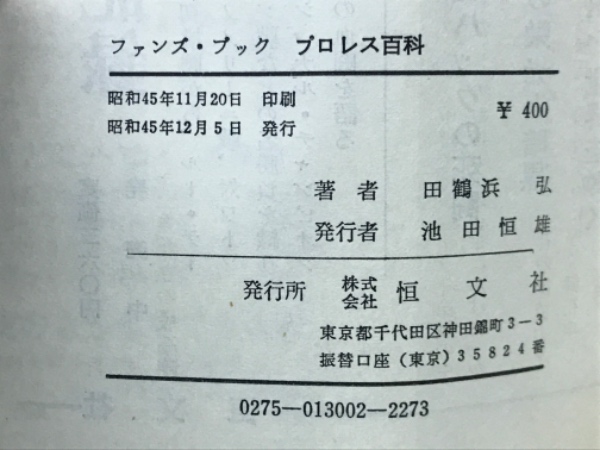 ファンズ・ブック プロレス百科
昭和45年11月20日 印刷
昭和45年12月5日 発行
¥ 400
著者 田鶴浜 弘
発行者 池田恒雄
発行所 株式会社 恒文社
東京都千代田区神田錦町3-3
振替口座(東京)35824番
0275—013002—2273